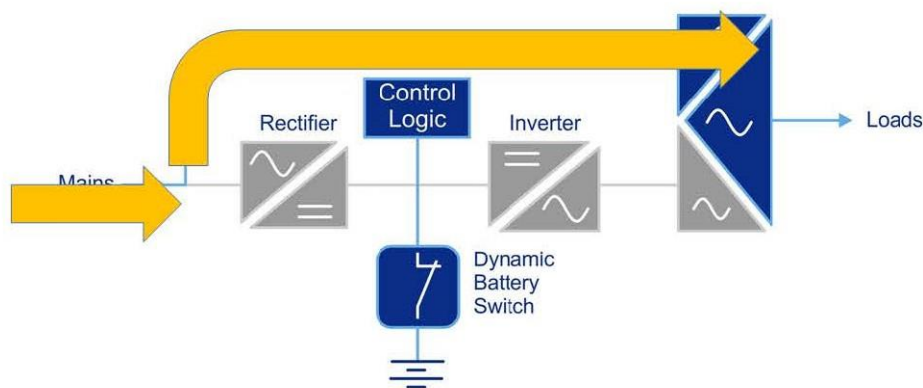 Control
Logic
Rectifier
Inverter
Mains
Loads
Dynamic
Battery
Switch